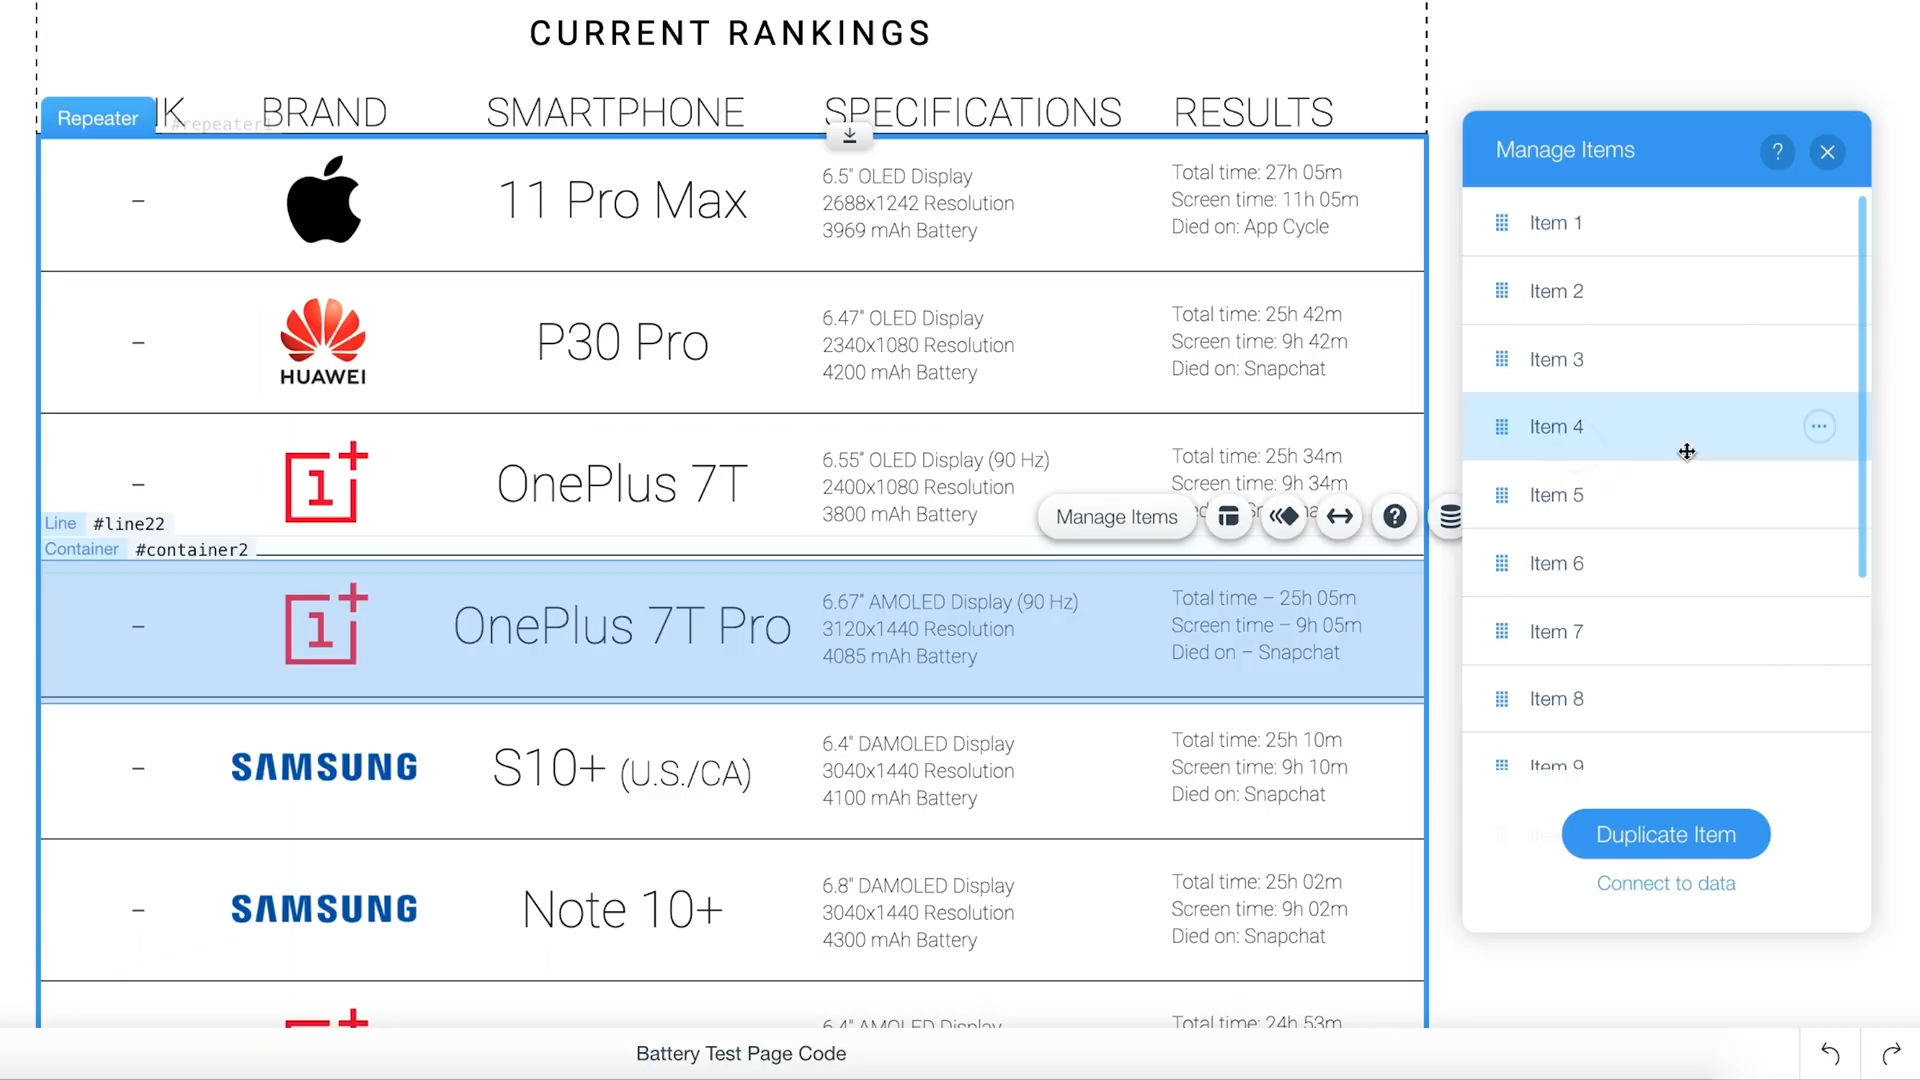 CURRENT RANKINGS
Repeater
K
#repeater1
BRAND
SMARTPHONE
SPECIFICATIONS
RESULTS
–
11 Pro Max
6.5" OLED Display
2688x1242 Resolution
3969 mAh Battery
Total time: 27h 05m
Screen time: 11h 05m
Died on: App Cycle
–
HUAWEI
P30 Pro
6.47" OLED Display
2340x1080 Resolution
4200 mAh Battery
Total time: 25h 42m
Screen time: 9h 42m
Died on: Snapchat
–
1+
OnePlus 7T
6.55" OLED Display (90 Hz)
2400x1080 Resolution
3800 mAh Battery
Total time: 25h 34m
Screen time: 9h 34m
Manage Items
Line #line22
Container #container2
–
1+
OnePlus 7T Pro
6.67" AMOLED Display (90 Hz)
3120x1440 Resolution
4085 mAh Battery
Total time – 25h 05m
Screen time – 9h 05m
Died on – Snapchat
–
SAMSUNG
S10+ (U.S./CA)
6.4" DAMOLED Display
3040x1440 Resolution
4100 mAh Battery
Total time: 25h 10m
Screen time: 9h 10m
Died on: Snapchat
–
SAMSUNG
Note 10+
6.8" DAMOLED Display
3040x1440 Resolution
4300 mAh Battery
Total time: 25h 02m
Screen time: 9h 02m
Died on: Snapchat
6.4" AMOLED Display
Total time: 24h 53m
Manage Items
?
Item 1
Item 2
Item 3
Item 4
Item 5
Item 6
Item 7
Item 8
Item 9
Duplicate Item
Connect to data
Battery Test Page Code